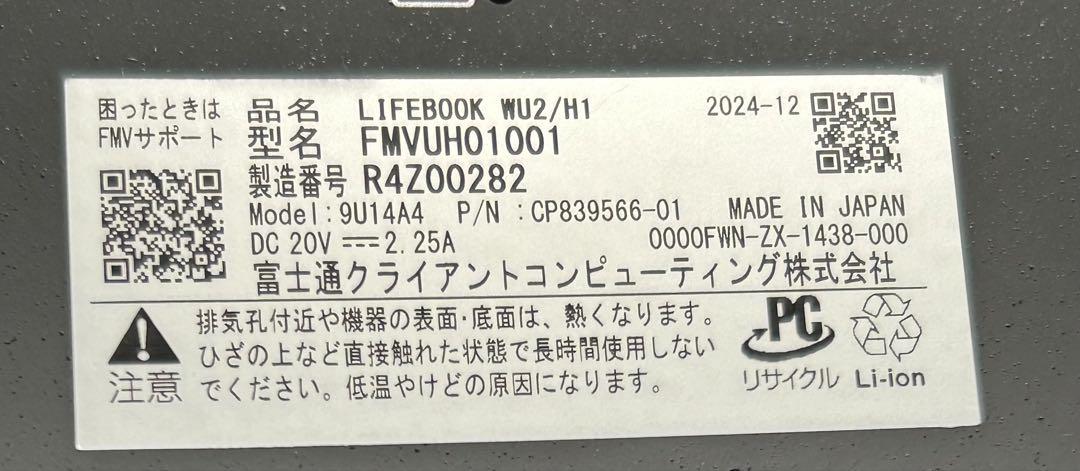 困ったときは
FMVサポート
品名 LIFEBOOK WU2/H1
2024-12
型名 FMVUH01001
製造番号 R4Z00282
Model:9U14A4 P/N :CP839566-01 MADE IN JAPAN
DC 20V ⎓ 2.25A 0000FWN-ZX-1438-000
富士通クライアントコンピューティング株式会社
注意
排気孔付近や機器の表面・底面は、熱くなります。
ひざの上など直接触れた状態で長時間使用しない
でください。低温やけどの原因になります。
PC
リサイクル
Li-ion